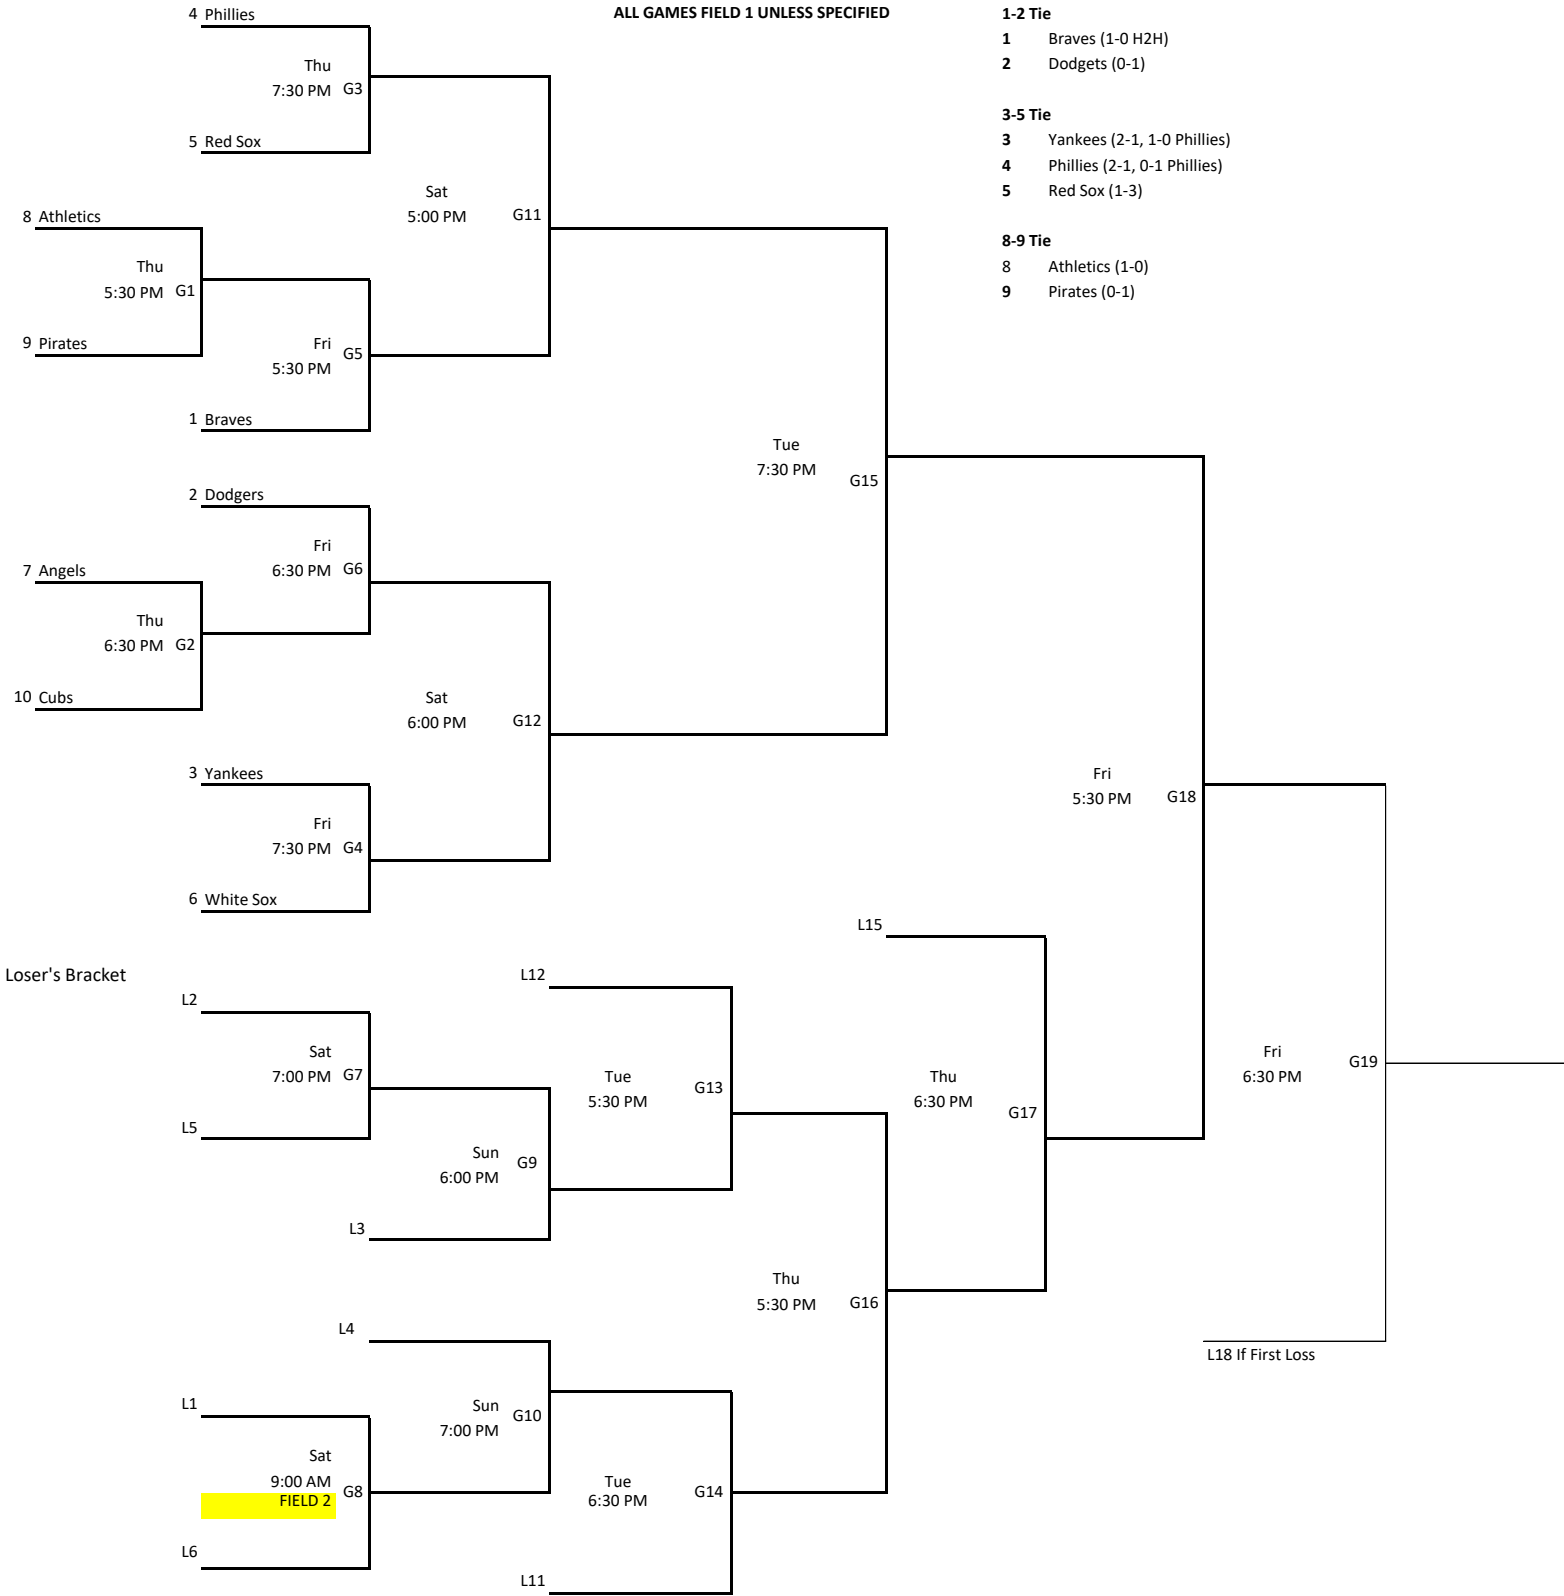 4 Phillies
ALL GAMES FIELD 1 UNLESS SPECIFIED
1-2 Tie
1 Braves (1-0 H2H)
2 Dodgets (0-1)
3-5 Tie
3 Yankees (2-1, 1-0 Phillies)
4 Phillies (2-1, 0-1 Phillies)
5 Red Sox (1-3)
8-9 Tie
8 Athletics (1-0)
9 Pirates (0-1)
Thu
7:30 PM G3
5 Red Sox
Sat
5:00 PM G11
8 Athletics
Thu
5:30 PM G1
9 Pirates
Fri
5:30 PM G5
1 Braves
Tue
7:30 PM G15
2 Dodgers
Fri
6:30 PM G6
7 Angels
Thu
6:30 PM G2
10 Cubs
Sat
6:00 PM G12
3 Yankees
Fri
7:30 PM G4
6 White Sox
Fri
5:30 PM G18
L15
Loser's Bracket
L12
L2
Sat
7:00 PM G7
L5
Tue
5:30 PM G13
Thu
6:30 PM G17
Fri
6:30 PM G19
Sun
6:00 PM G9
L3
Thu
5:30 PM G16
L4
L18 If First Loss
L1
Sun
7:00 PM G10
Sat
9:00 AM
FIELD 2 G8
Tue
6:30 PM G14
L6
L11